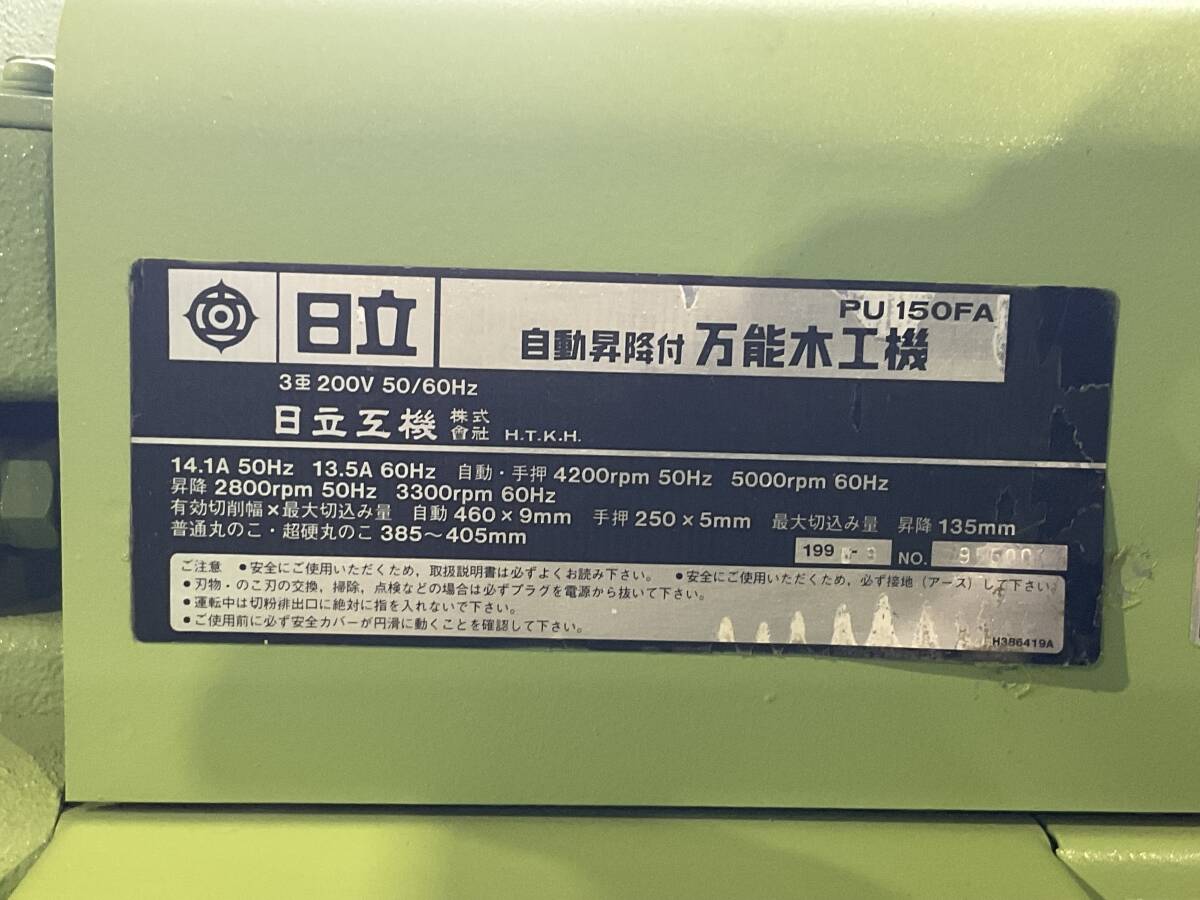 日立
PU 150FA
自動昇降付 万能木工機
3亜 200V 50/60Hz
日立工機 株式會社 H.T.K.H.
14.1A 50Hz 13.5A 60Hz 自動・手押 4200rpm 50Hz 5000rpm 60Hz
昇降 2800rpm 50Hz 3300rpm 60Hz
有効切削幅×最大切込み量 自動 460×9mm 手押 250×5mm 最大切込み量 昇降 135mm
普通丸のこ・超硬丸のこ 385～405mm
199 NO.
ご注意 ●安全にご使用いただくため、取扱説明書は必ずよくお読み下さい。 ●安全にご使用いただくため、必ず接地(アース)して下さい。
●刃物・のこ刃の交換、掃除、点検などの場合は必ずプラグを電源から抜いて下さい。
●運転中は切粉排出口に絶対に指を入れないで下さい。
●ご使用前に必ず安全カバーが円滑に動くことを確認して下さい。
H386419A